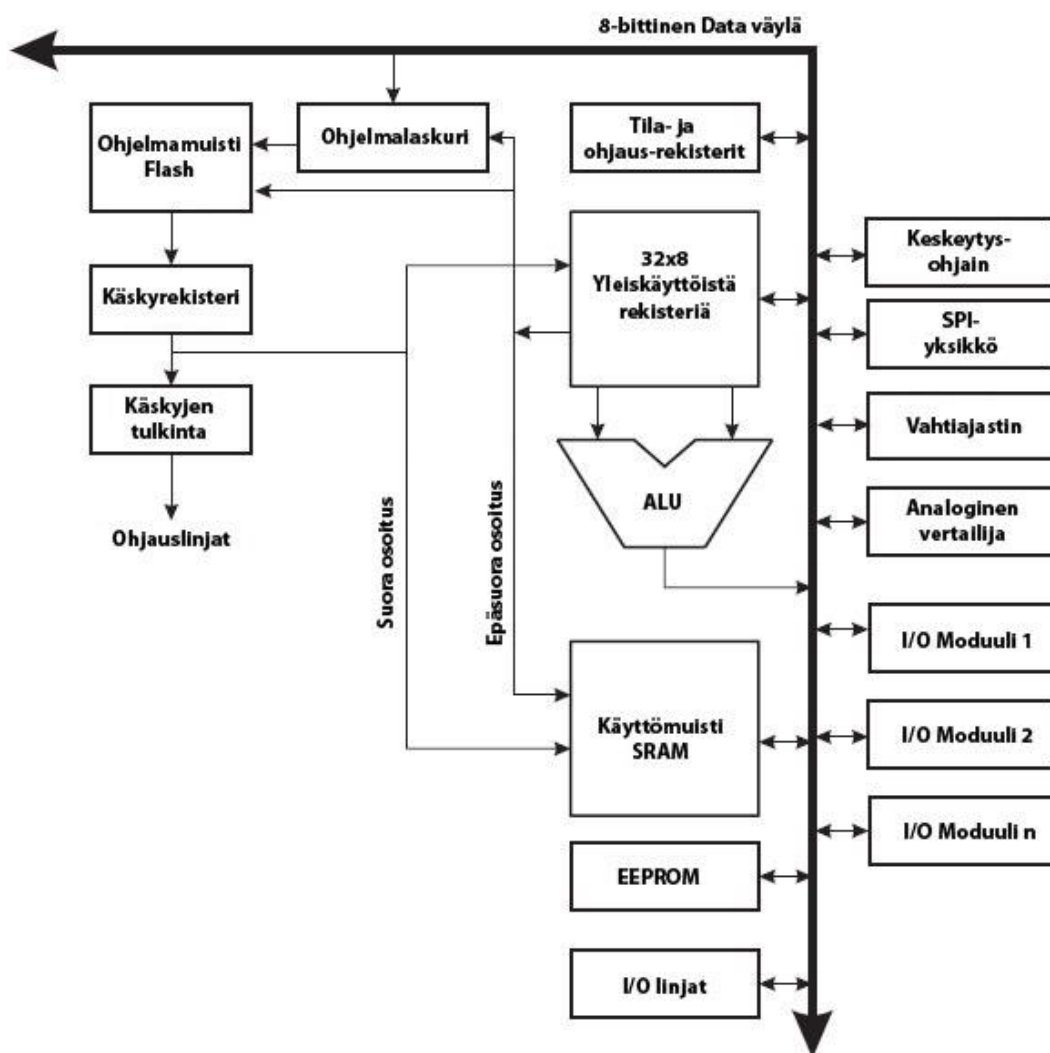 8-bittinen Data väylä
Ohjelmamuisti
Flash
Ohjelmalaskuri
Tila- ja
ohjaus-rekisterit
Käskyrekisteri
32x8
Yleiskäyttöistä
rekisteriä
Keskeytys-
ohjain
SPI-
yksikkö
Käskyjen
tulkinta
Vahtiajastin
Ohjauslinjat
Suora osoitus
Epäsuora osoitus
ALU
Analoginen
vertailija
I/O Moduuli 1
Käyttömuisti
SRAM
I/O Moduuli 2
I/O Moduuli n
EEPROM
I/O linjat